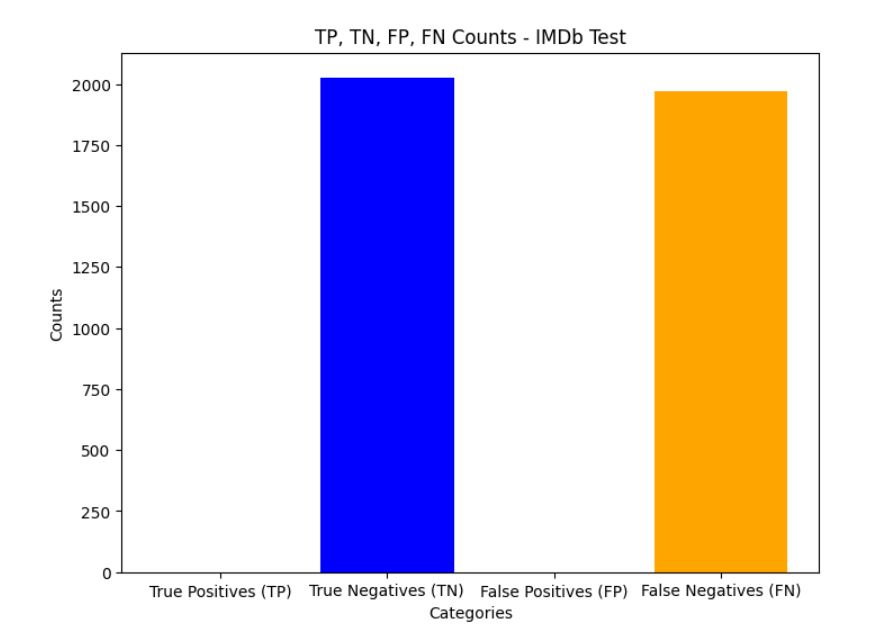 TP, TN, FP, FN Counts - IMDb Test
2000
1750
1500
1250
1000
750
500
250
0
Counts
True Positives (TP) True Negatives (TN) False Positives (FP) False Negatives (FN)
Categories